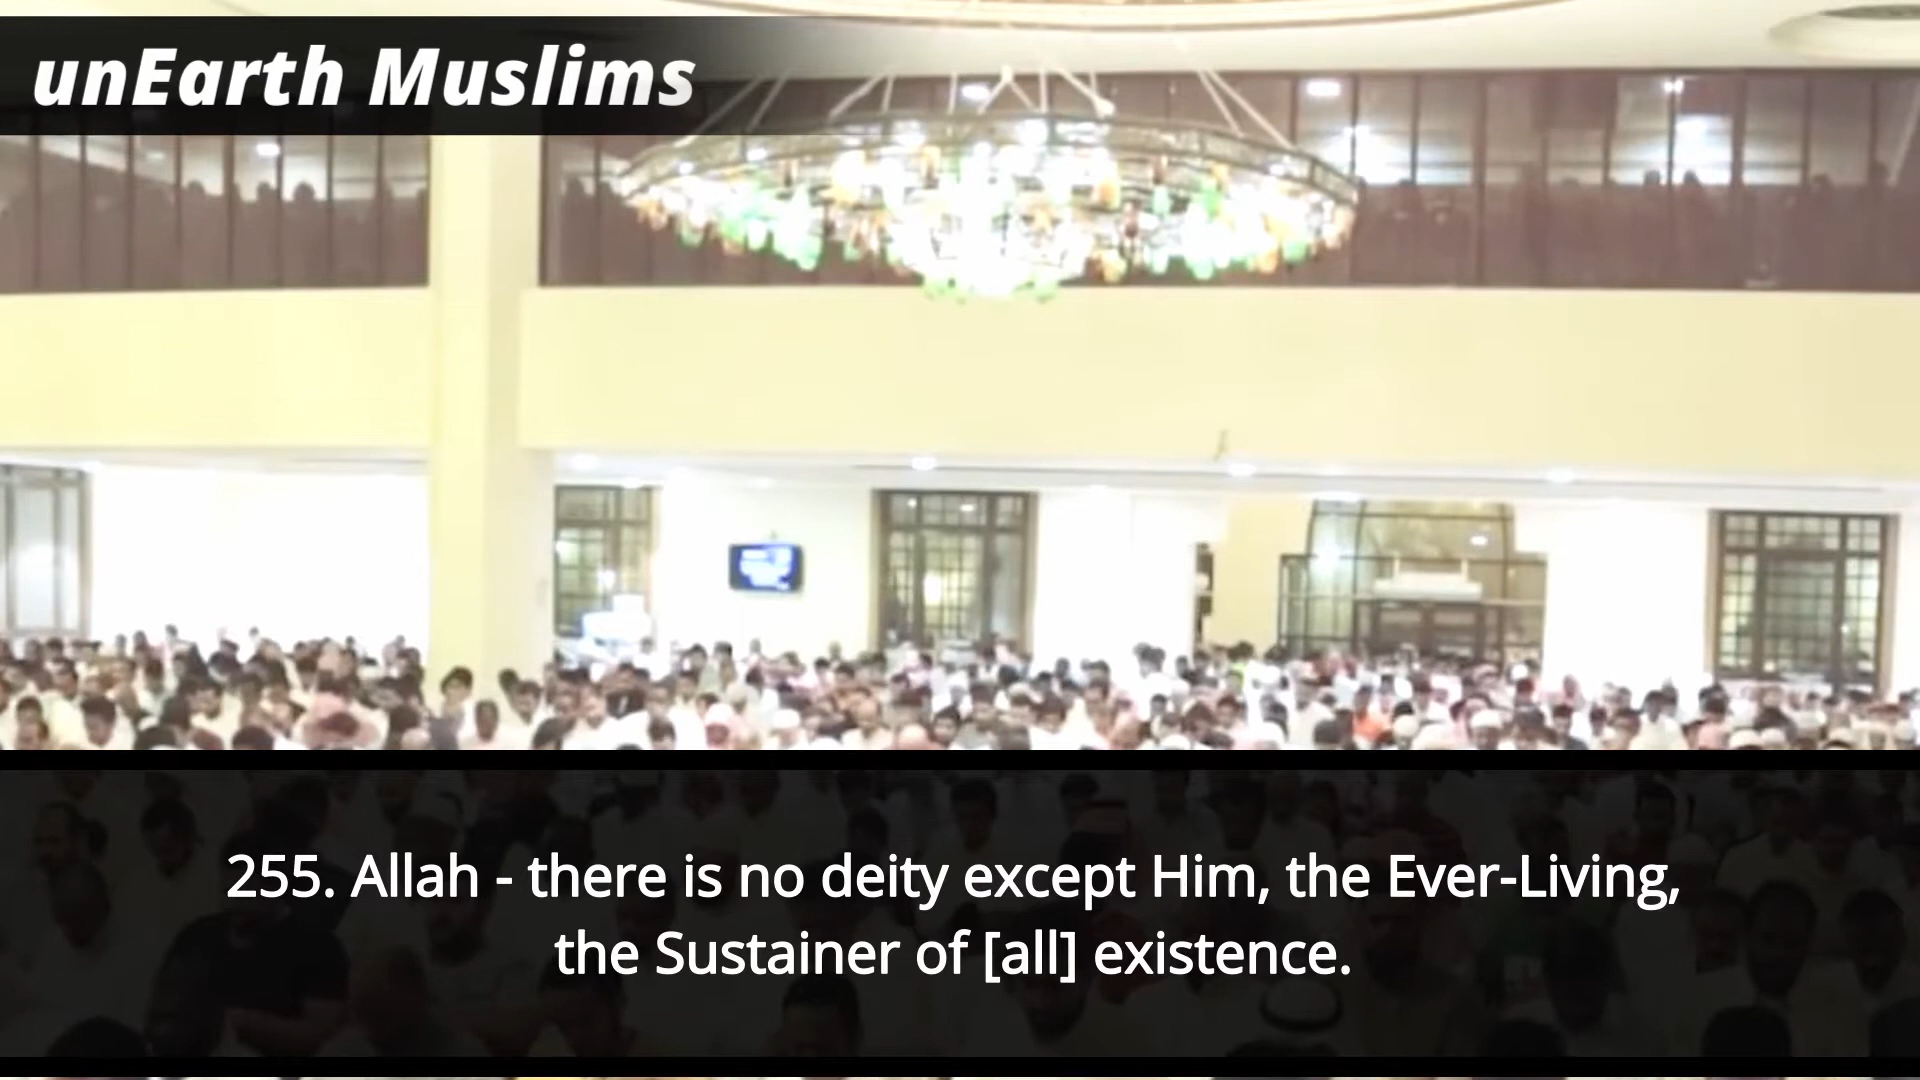 unEarth Muslims
255. Allah - there is no deity except Him, the Ever-Living,
the Sustainer of [all] existence.